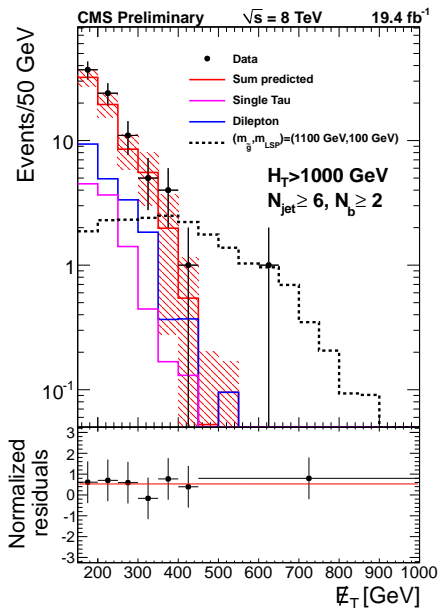 CMS Preliminary √s = 8 TeV 19.4 fb⁻¹
Events/50 GeV
Data
Sum predicted
Single Tau
Dilepton
(m_g̃,m_LSP)=(1100 GeV,100 GeV)
H_T>1000 GeV
N_jet≥ 6, N_b≥ 2
10
1
10⁻¹
Normalized
residuals
3
2
1
0
-1
-2
-3
200 300 400 500 600 700 800 900 1000
E̸_T [GeV]